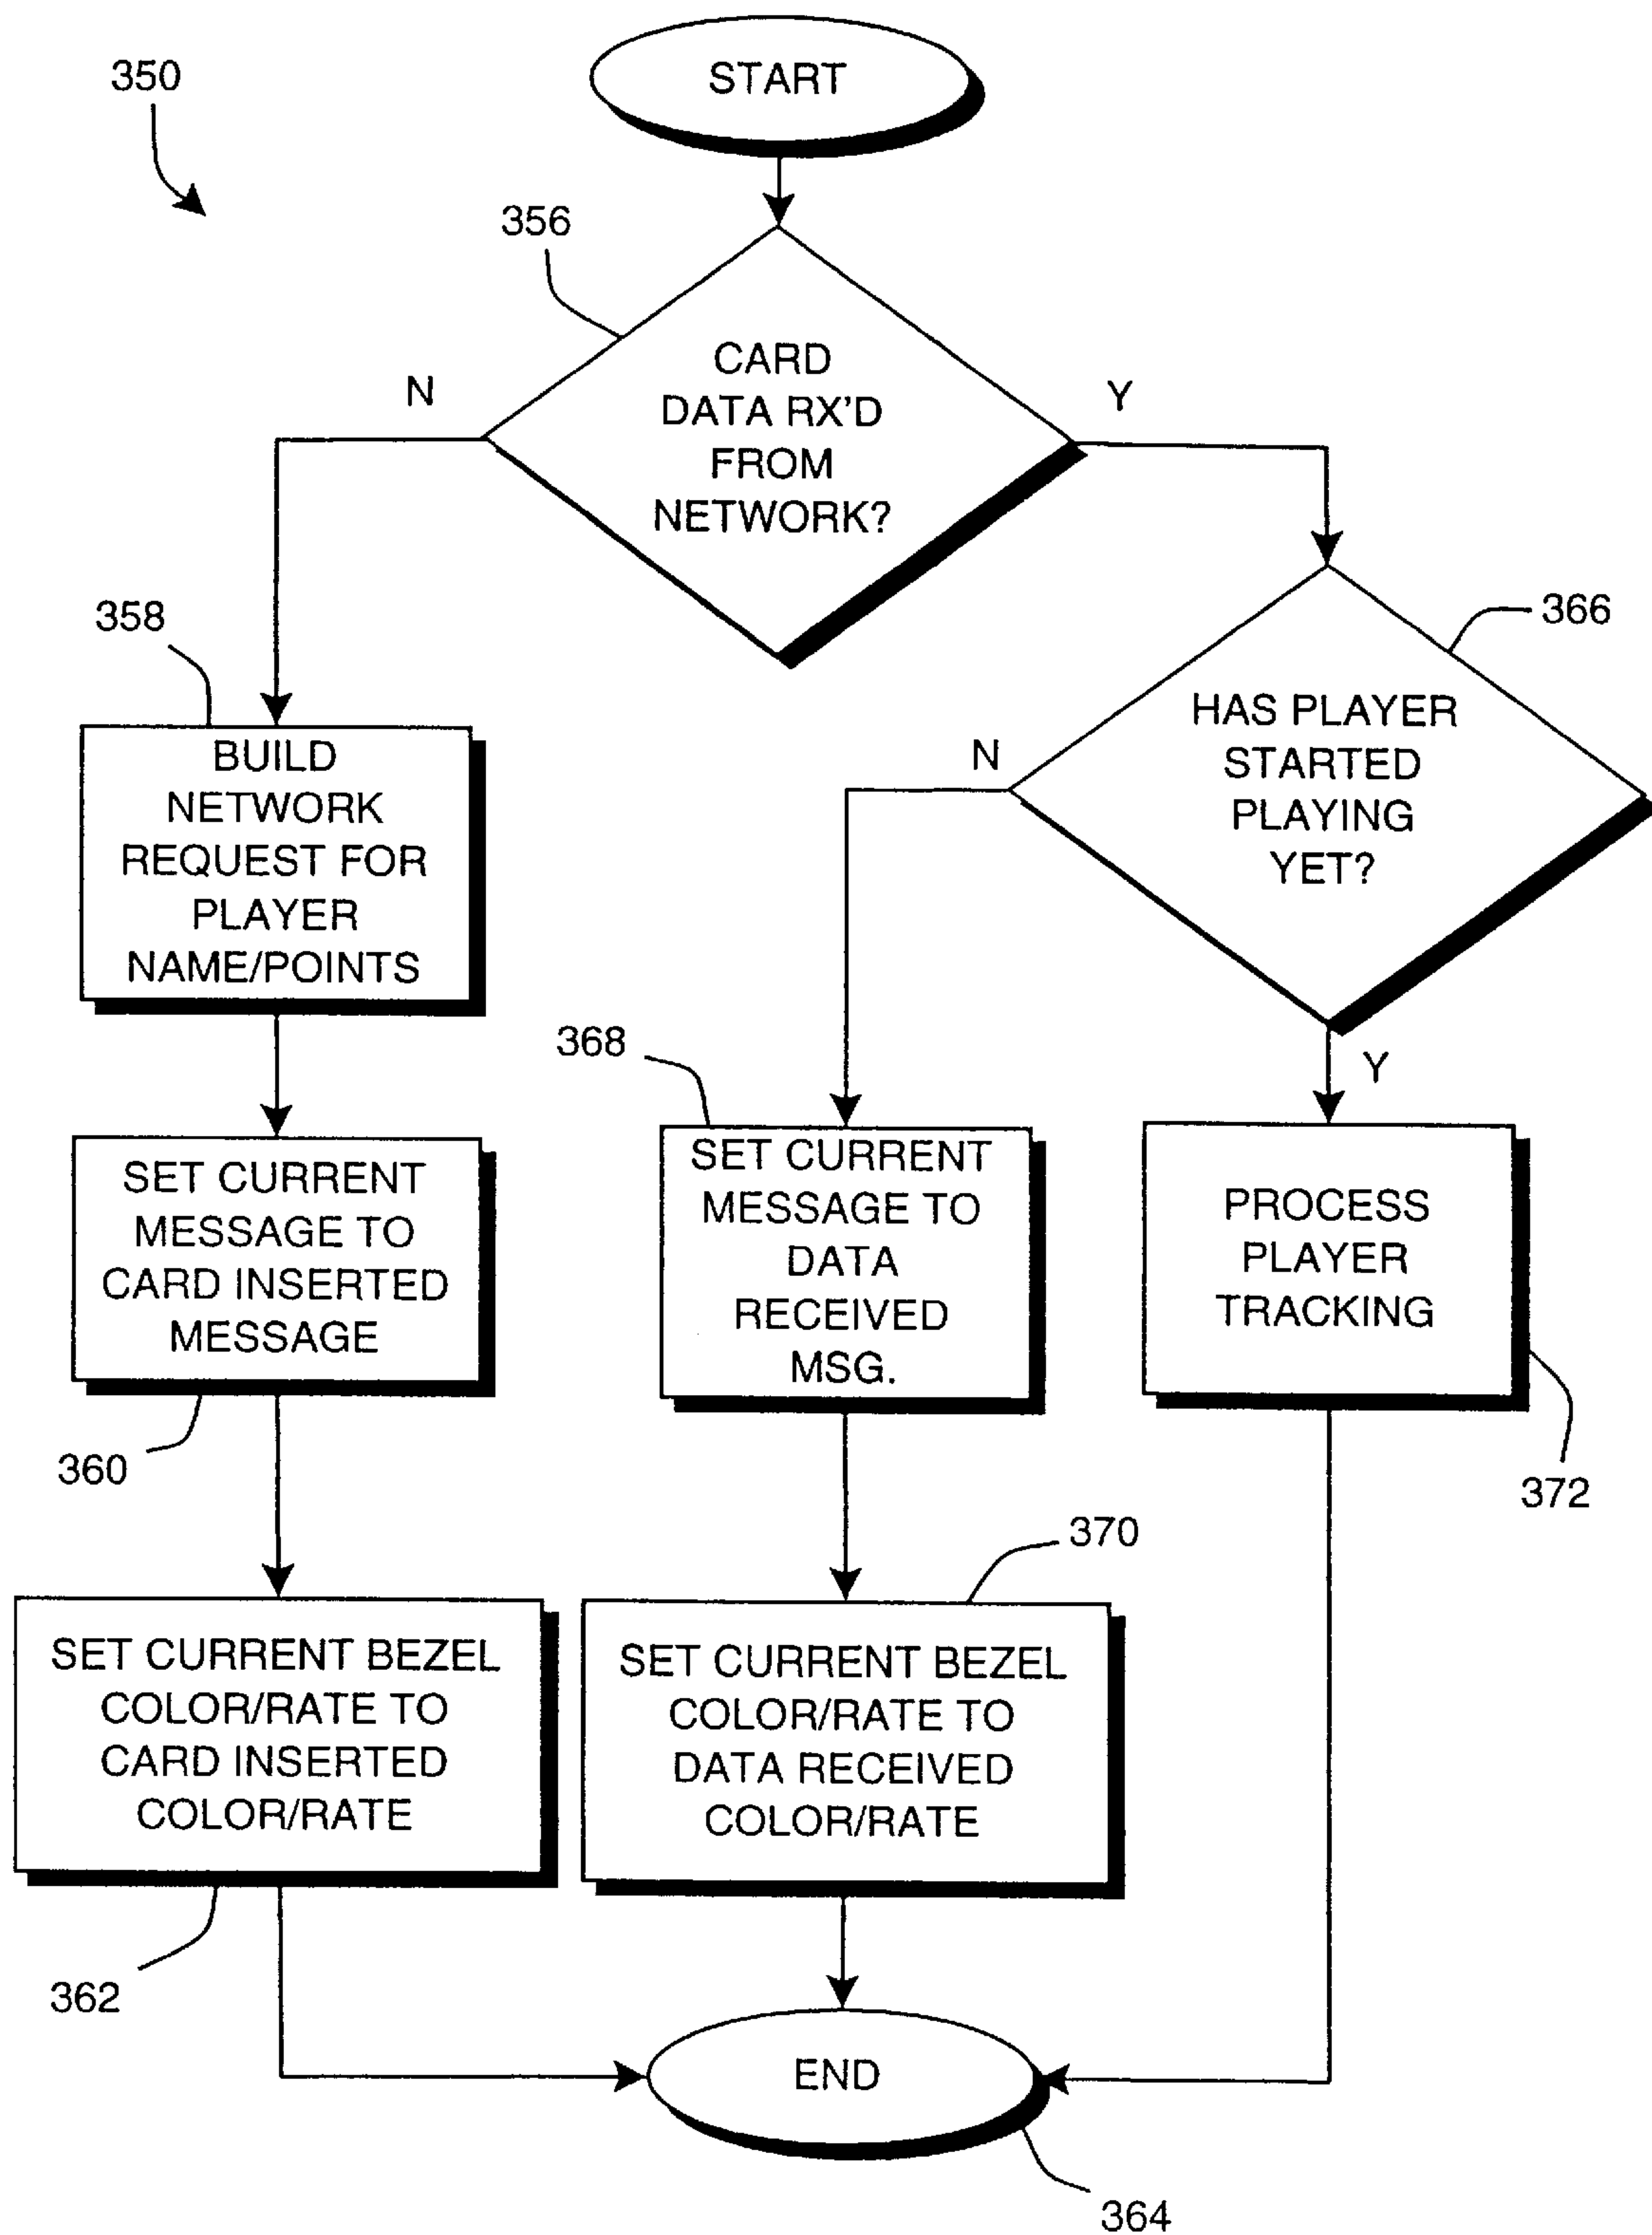 START
350
356
CARD
DATA RX'D
FROM
NETWORK?
N
Y
358
366
BUILD
NETWORK
REQUEST FOR
PLAYER
NAME/POINTS
HAS PLAYER
STARTED
PLAYING
YET?
N
Y
368
SET CURRENT
MESSAGE TO
CARD INSERTED
MESSAGE
SET CURRENT
MESSAGE TO
DATA
RECEIVED
MSG.
PROCESS
PLAYER
TRACKING
360
372
370
SET CURRENT BEZEL
COLOR/RATE TO
CARD INSERTED
COLOR/RATE
SET CURRENT BEZEL
COLOR/RATE TO
DATA RECEIVED
COLOR/RATE
362
END
364